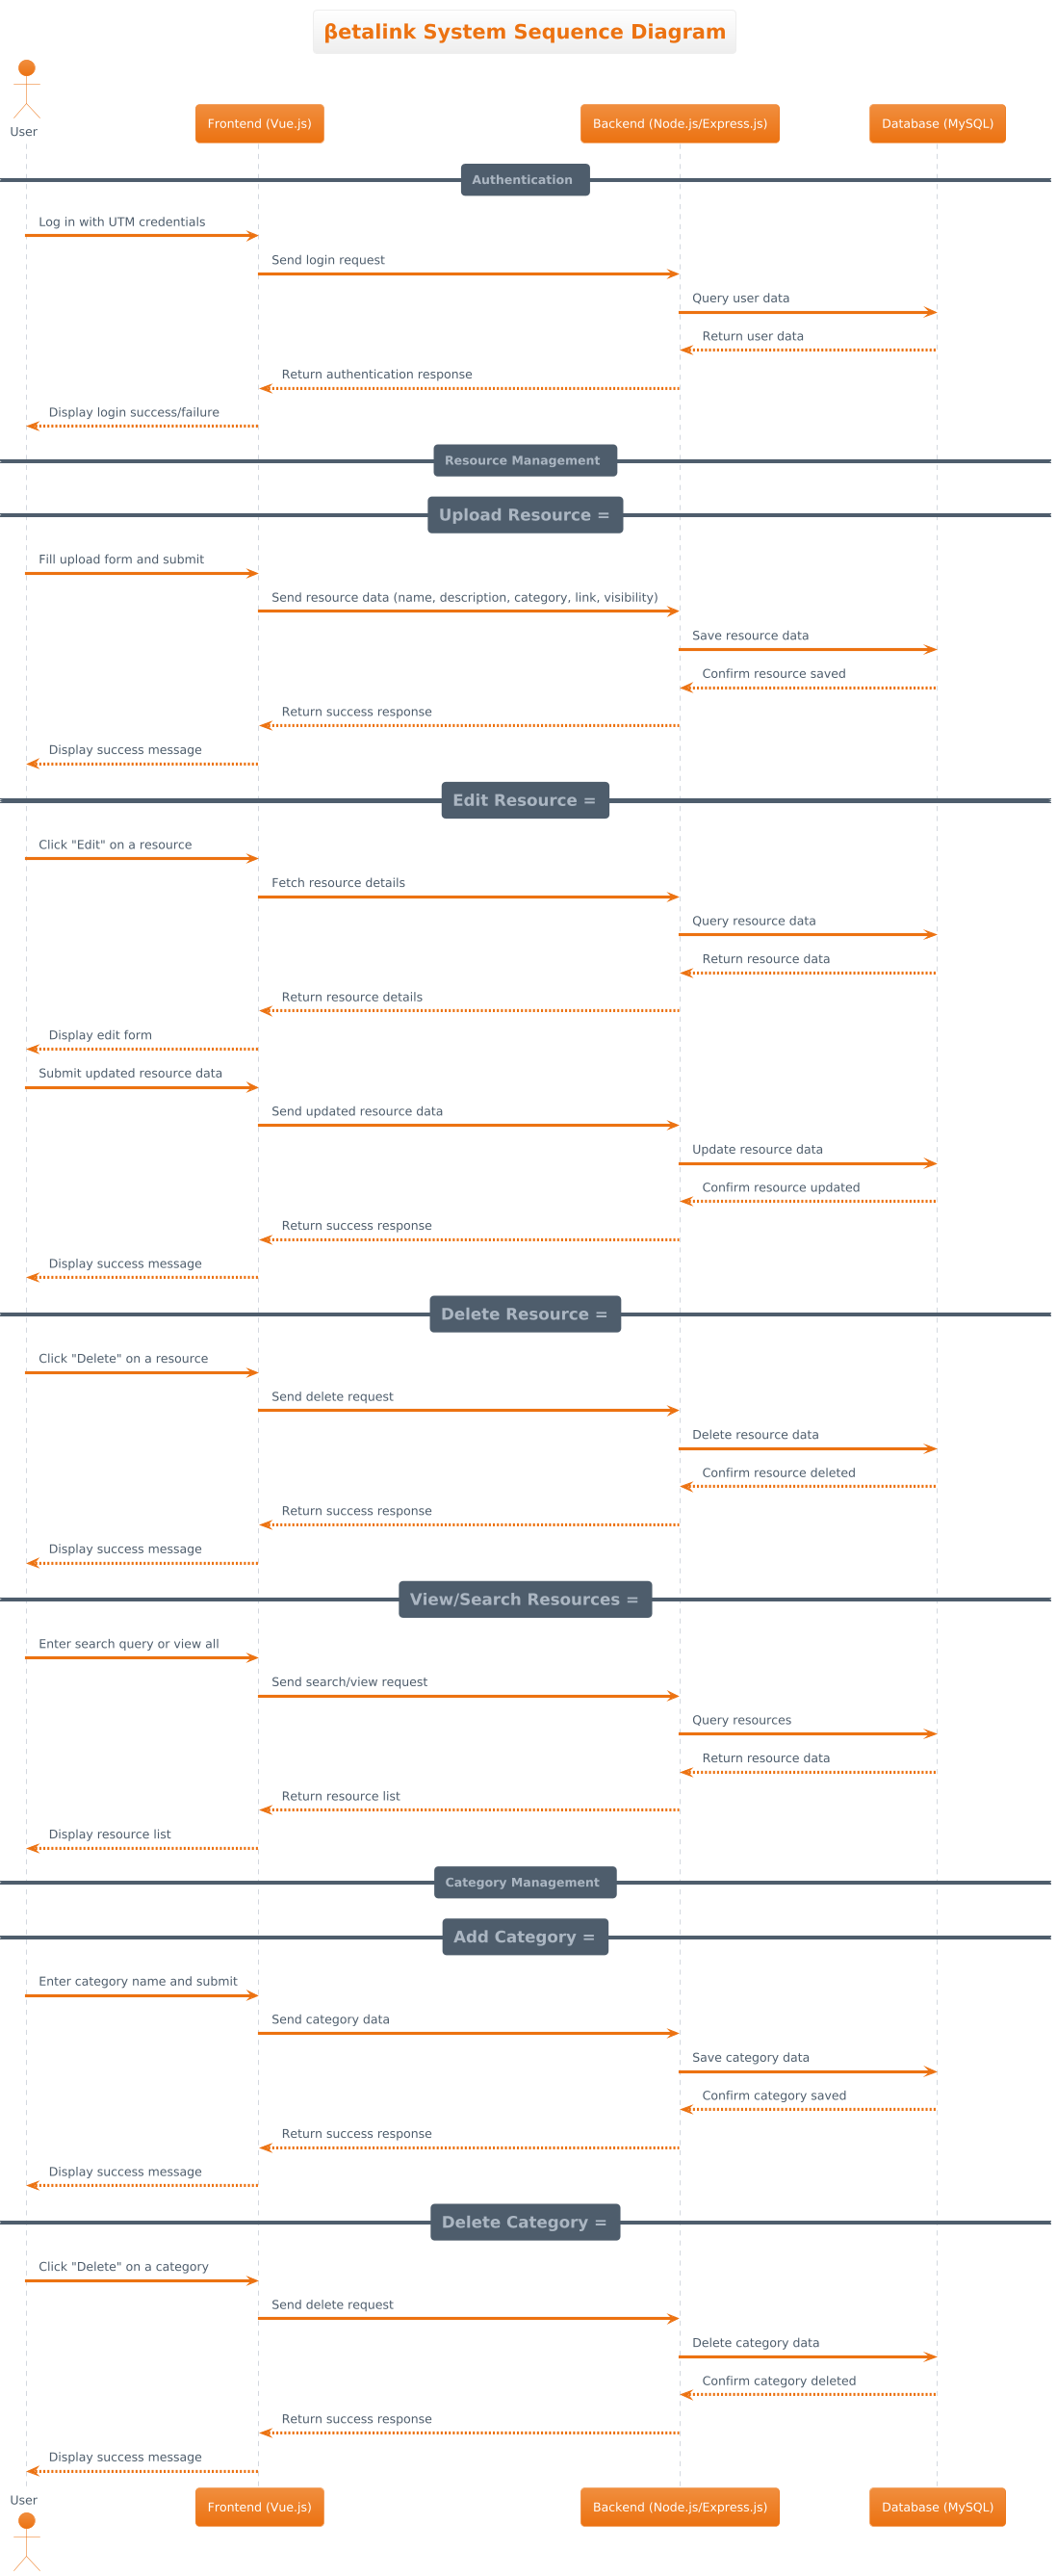 βetalink System Sequence Diagram
User
Frontend (Vue.js)
Backend (Node.js/Express.js)
Database (MySQL)
Authentication
Log in with UTM credentials
Send login request
Query user data
Return user data
Return authentication response
Display login success/failure
Resource Management
Upload Resource =
Fill upload form and submit
Send resource data (name, description, category, link, visibility)
Save resource data
Confirm resource saved
Return success response
Display success message
Edit Resource =
Click "Edit" on a resource
Fetch resource details
Query resource data
Return resource data
Return resource details
Display edit form
Submit updated resource data
Send updated resource data
Update resource data
Confirm resource updated
Return success response
Display success message
Delete Resource =
Click "Delete" on a resource
Send delete request
Delete resource data
Confirm resource deleted
Return success response
Display success message
View/Search Resources =
Enter search query or view all
Send search/view request
Query resources
Return resource data
Return resource list
Display resource list
Category Management
Add Category =
Enter category name and submit
Send category data
Save category data
Confirm category saved
Return success response
Display success message
Delete Category =
Click "Delete" on a category
Send delete request
Delete category data
Confirm category deleted
Return success response
Display success message
User
Frontend (Vue.js)
Backend (Node.js/Express.js)
Database (MySQL)